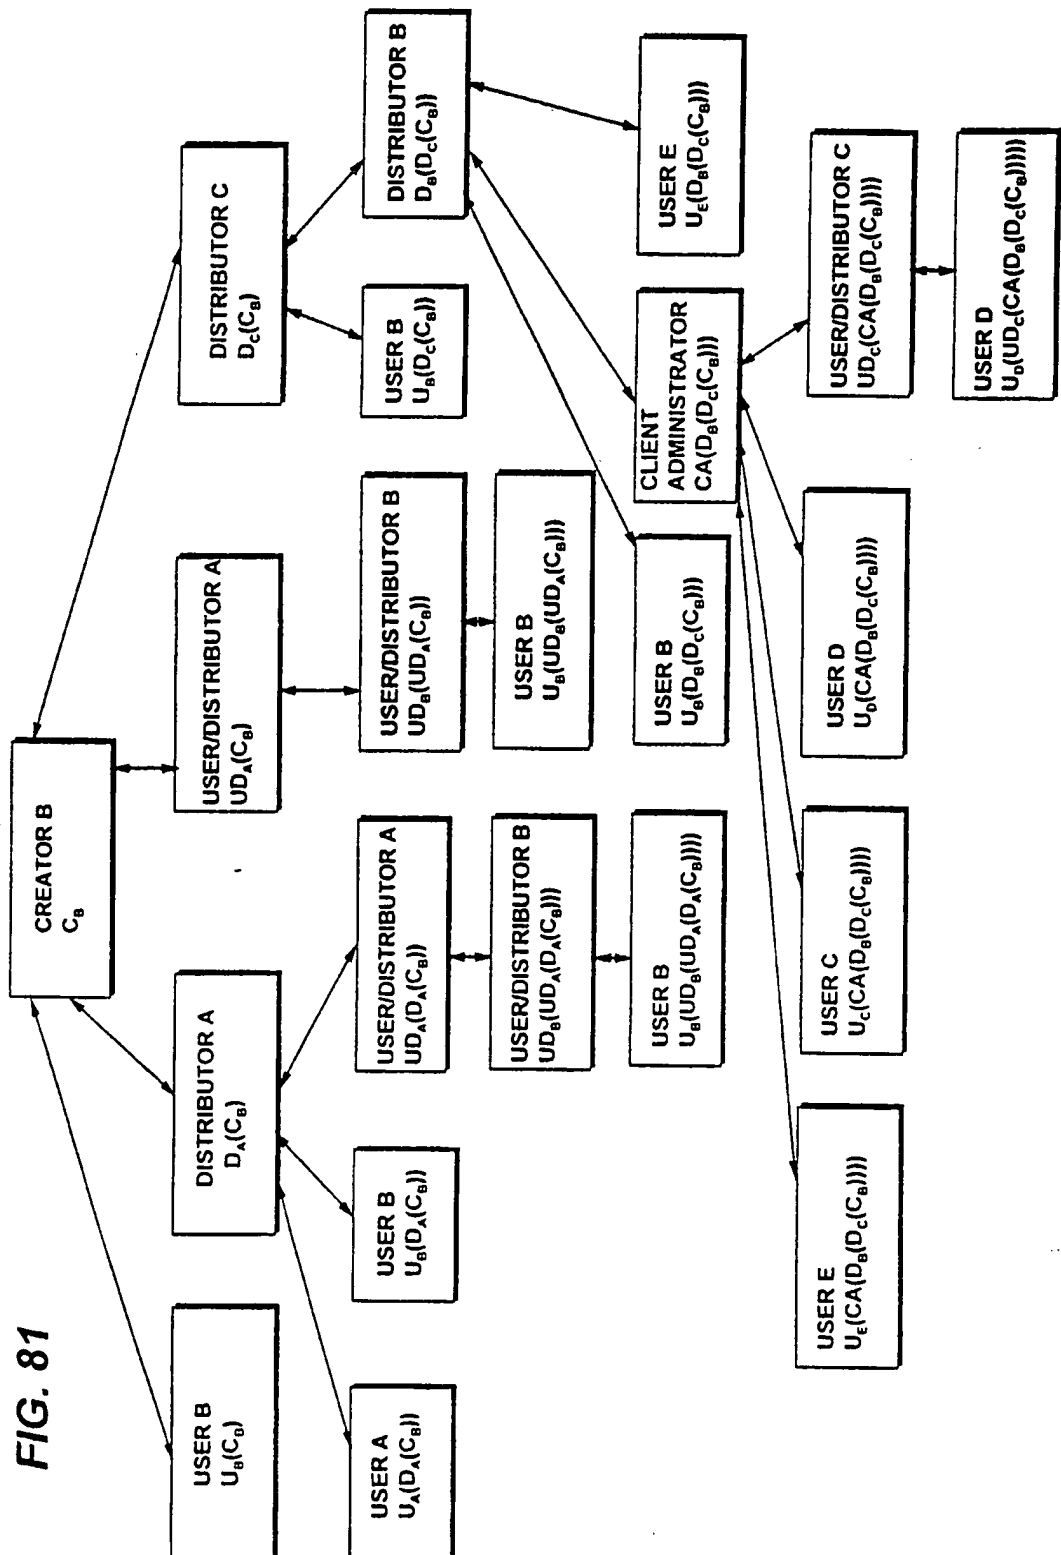 FIG. 81
CREATOR B
C_B
USER B
U_B(C_B)
DISTRIBUTOR A
D_A(C_B)
USER/DISTRIBUTOR A
UD_A(C_B)
DISTRIBUTOR C
D_C(C_B)
USER A
U_A(D_A(C_B))
USER B
U_B(D_A(C_B))
USER/DISTRIBUTOR A
UD_A(D_A(C_B))
USER/DISTRIBUTOR B
UD_B(UD_A(C_B))
USER B
U_B(D_C(C_B))
DISTRIBUTOR B
D_B(D_C(C_B))
USER/DISTRIBUTOR B
UD_B(UD_A(D_A(C_B)))
USER B
U_B(UD_B(UD_A(C_B)))
USER B
U_B(UD_B(UD_A(D_A(C_B))))
USER B
U_B(D_B(D_C(C_B)))
CLIENT
ADMINISTRATOR
CA(D_B(D_C(C_B)))
USER E
U_E(D_B(D_C(C_B)))
USER E
U_E(CA(D_B(D_C(C_B))))
USER C
U_C(CA(D_B(D_C(C_B))))
USER D
U_D(CA(D_B(D_C(C_B))))
USER/DISTRIBUTOR C
UD_C(CA(D_B(D_C(C_B))))
USER D
U_D(UD_C(CA(D_B(D_C(C_B)))))